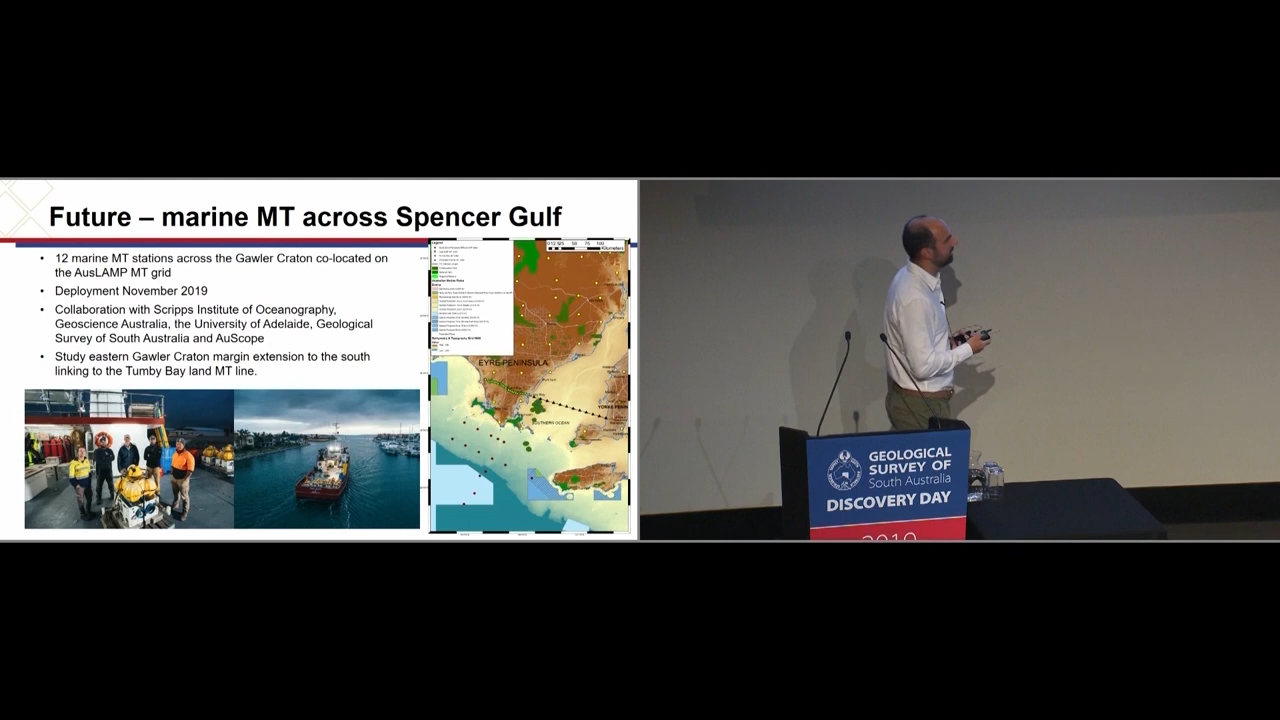 Future – marine MT across Spencer Gulf
• 12 marine MT stations across the Gawler Craton co-located on
the AusLAMP MT grid
• Deployment November 2019
• Collaboration with Scripps Institute of Oceanography,
Geoscience Australia, the University of Adelaide, Geological
Survey of South Australia and AuScope
• Study eastern Gawler Craton margin extension to the south
linking to the Tumby Bay land MT line.
Kilometers
EYRE PENINSULA
SOUTHERN OCEAN
GEOLOGICAL
SURVEY OF
South Australia
DISCOVERY DAY
2019